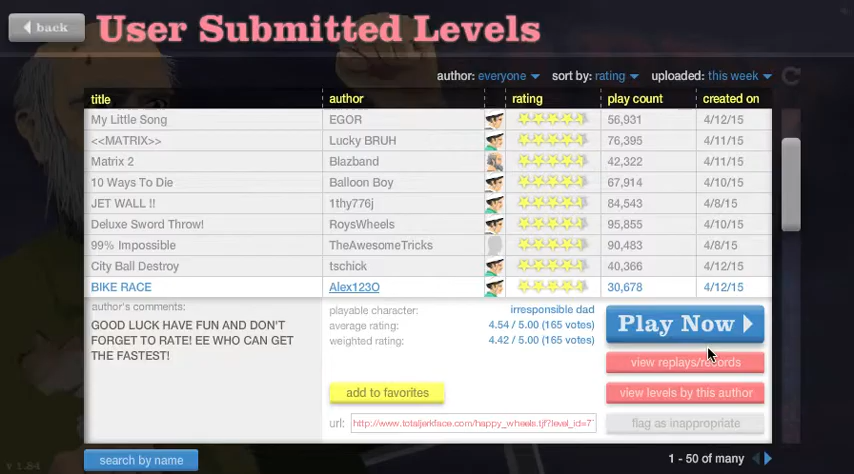 back
User Submitted Levels
author: everyone sort by: rating uploaded: this week
title author rating play count created on
My Little Song EGOR 56,931 4/12/15
<<MATRIX>> Lucky BRUH 76,395 4/11/15
Matrix 2 Blazband 42,322 4/11/15
10 Ways To Die Balloon Boy 67,914 4/10/15
JET WALL !! 1thy776j 84,543 4/8/15
Deluxe Sword Throw! RoysWheels 95,855 4/10/15
99% Impossible TheAwesomeTricks 90,483 4/8/15
City Ball Destroy tschick 40,366 4/12/15
BIKE RACE Alex123O 30,678 4/12/15
author's comments:
GOOD LUCK HAVE FUN AND DON'T
FORGET TO RATE! EE WHO CAN GET
THE FASTEST!
playable character: irresponsible dad
average rating: 4.54 / 5.00 (165 votes)
weighted rating: 4.42 / 5.00 (165 votes)
Play Now
view replays/records
add to favorites
view levels by this author
url: http://www.totaljerkface.com/happy_wheels.tjf?level_id=7
flag as inappropriate
v 1.84
search by name
1 - 50 of many